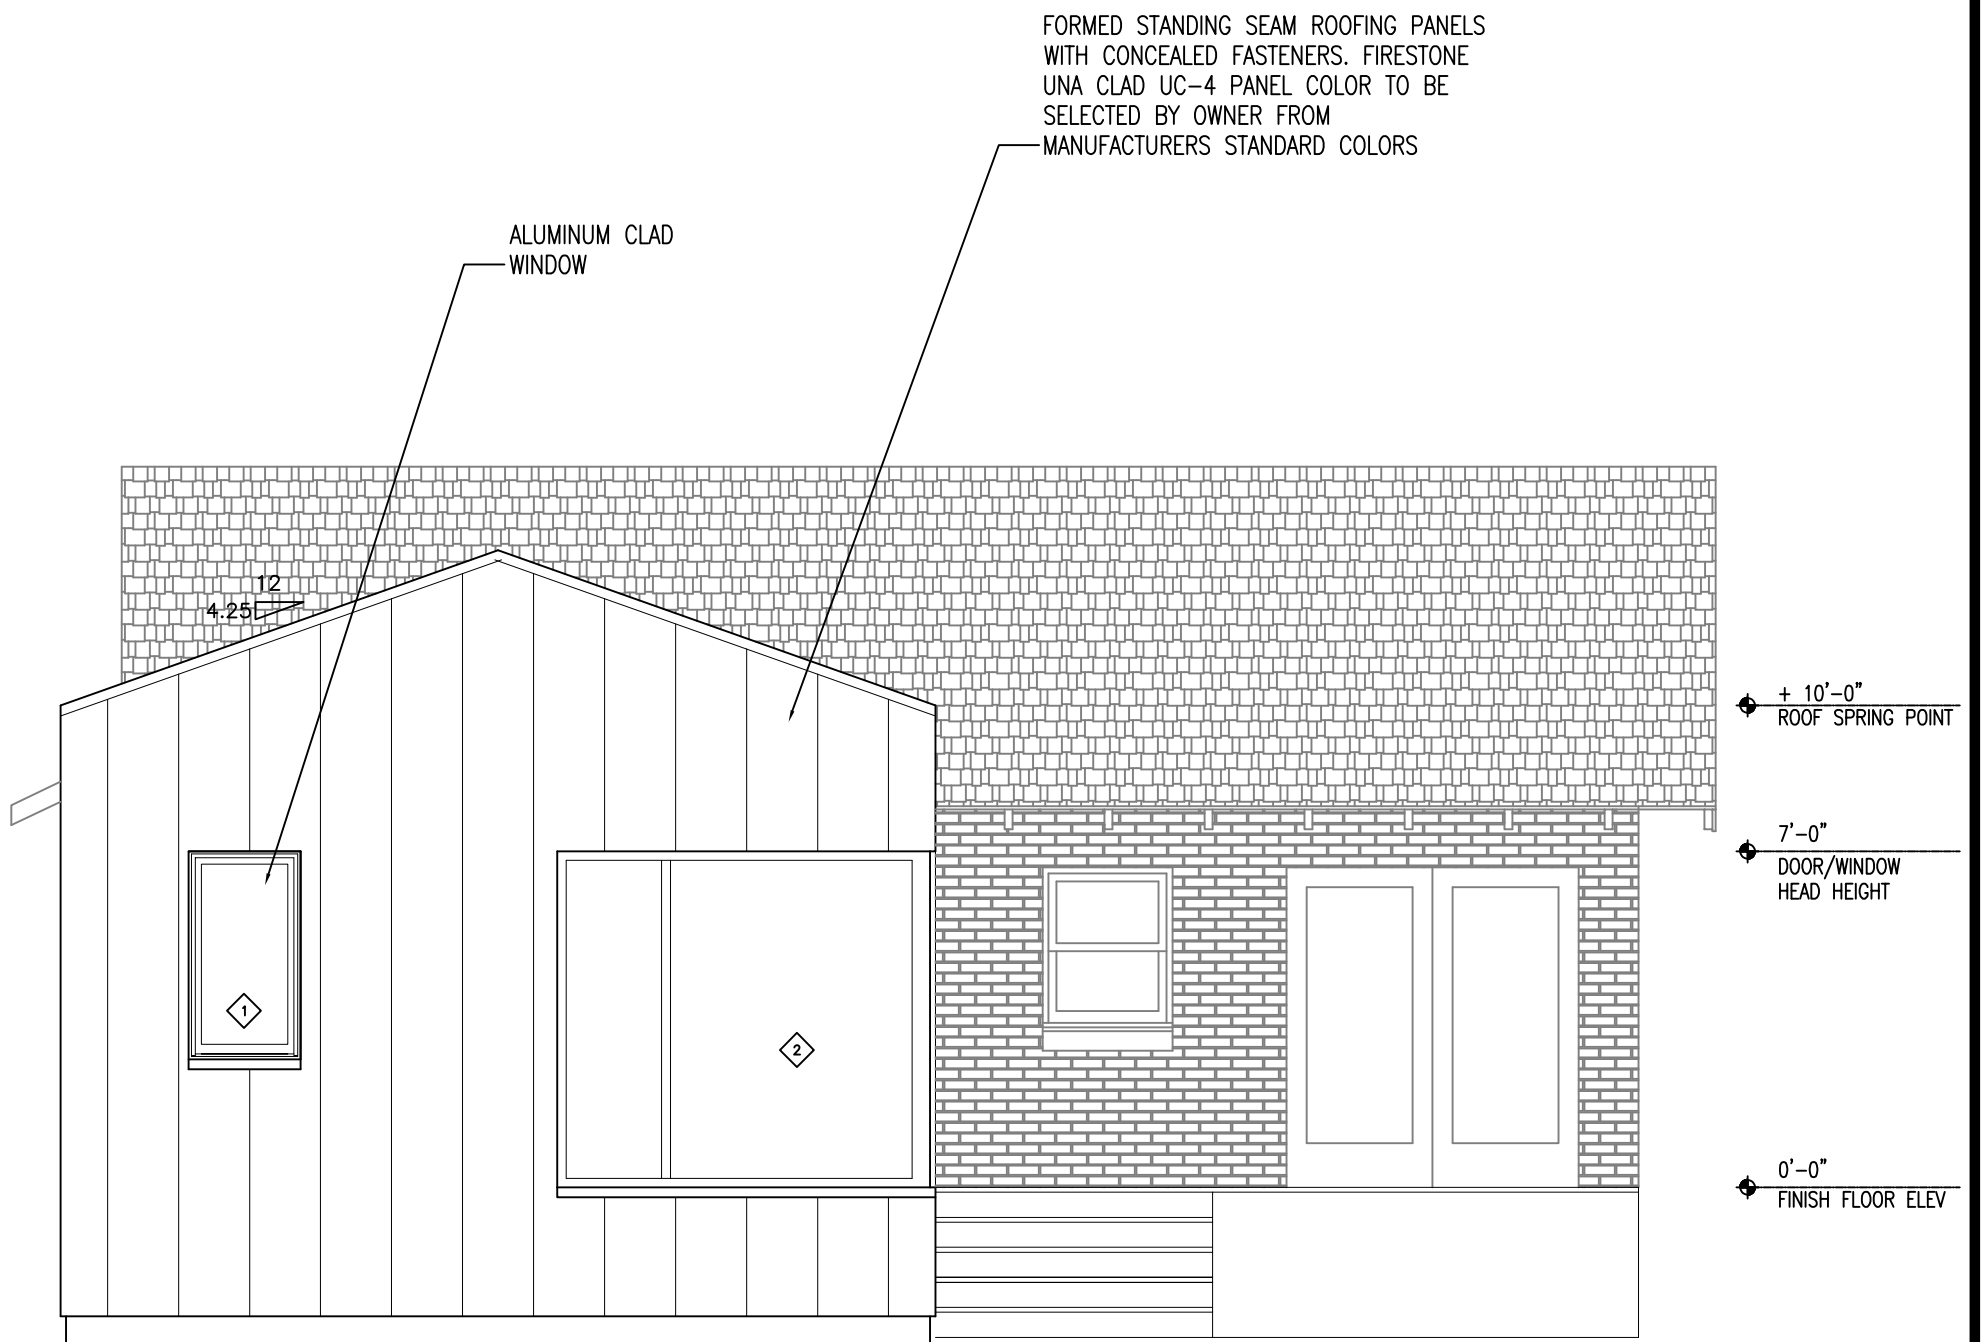 FORMED STANDING SEAM ROOFING PANELS
WITH CONCEALED FASTENERS. FIRESTONE
UNA CLAD UC-4 PANEL COLOR TO BE
SELECTED BY OWNER FROM
MANUFACTURERS STANDARD COLORS
ALUMINUM CLAD
WINDOW
12
4.25
+ 10'-0"
ROOF SPRING POINT
7'-0"
DOOR/WINDOW
HEAD HEIGHT
1
2
0'-0"
FINISH FLOOR ELEV